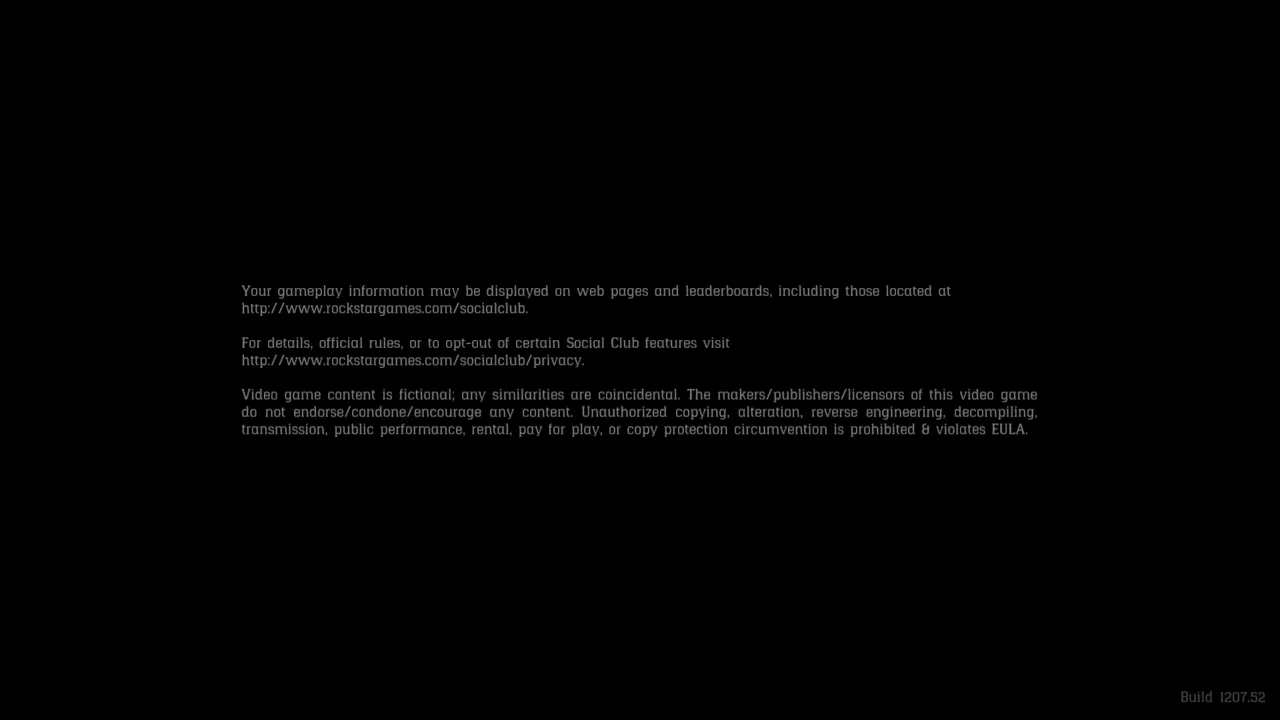 Your gameplay information may be displayed on web pages and leaderboards, including those located at
http://www.rockstargames.com/socialclub.
For details, official rules, or to opt-out of certain Social Club features visit
http://www.rockstargames.com/socialclub/privacy.
Video game content is fictional; any similarities are coincidental. The makers/publishers/licensors of this video game
do not endorse/condone/encourage any content. Unauthorized copying, alteration, reverse engineering, decompiling,
transmission, public performance, rental, pay for play, or copy protection circumvention is prohibited & violates EULA.
Build 1207.52